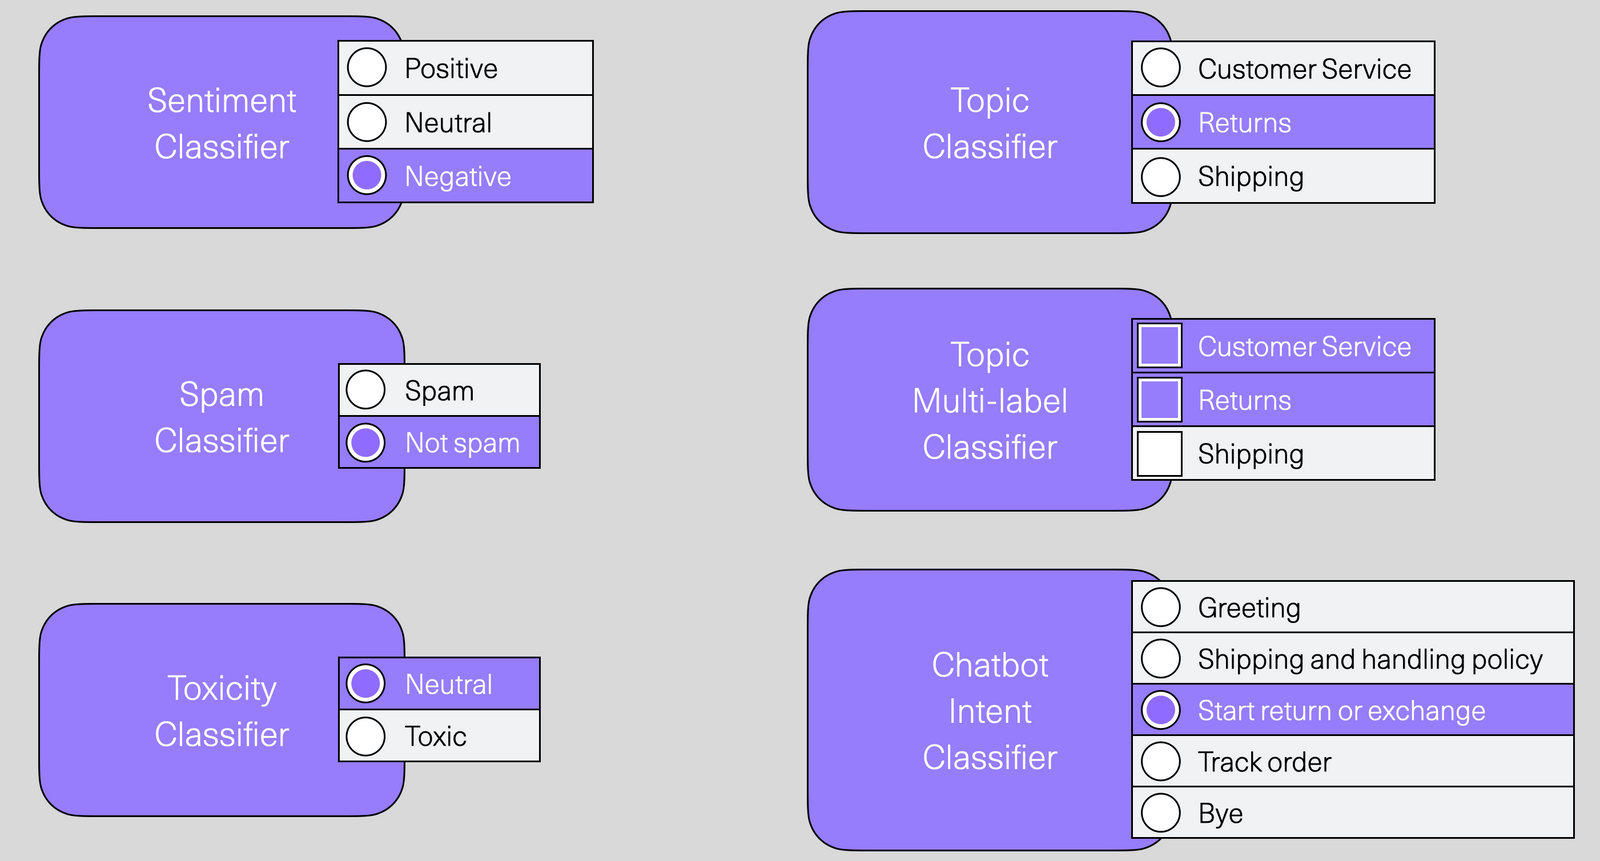 Sentiment
Classifier
Positive
Neutral
Negative
Topic
Classifier
Customer Service
Returns
Shipping
Spam
Classifier
Spam
Not spam
Topic
Multi-label
Classifier
Customer Service
Returns
Shipping
Toxicity
Classifier
Neutral
Toxic
Chatbot
Intent
Classifier
Greeting
Shipping and handling policy
Start return or exchange
Track order
Bye